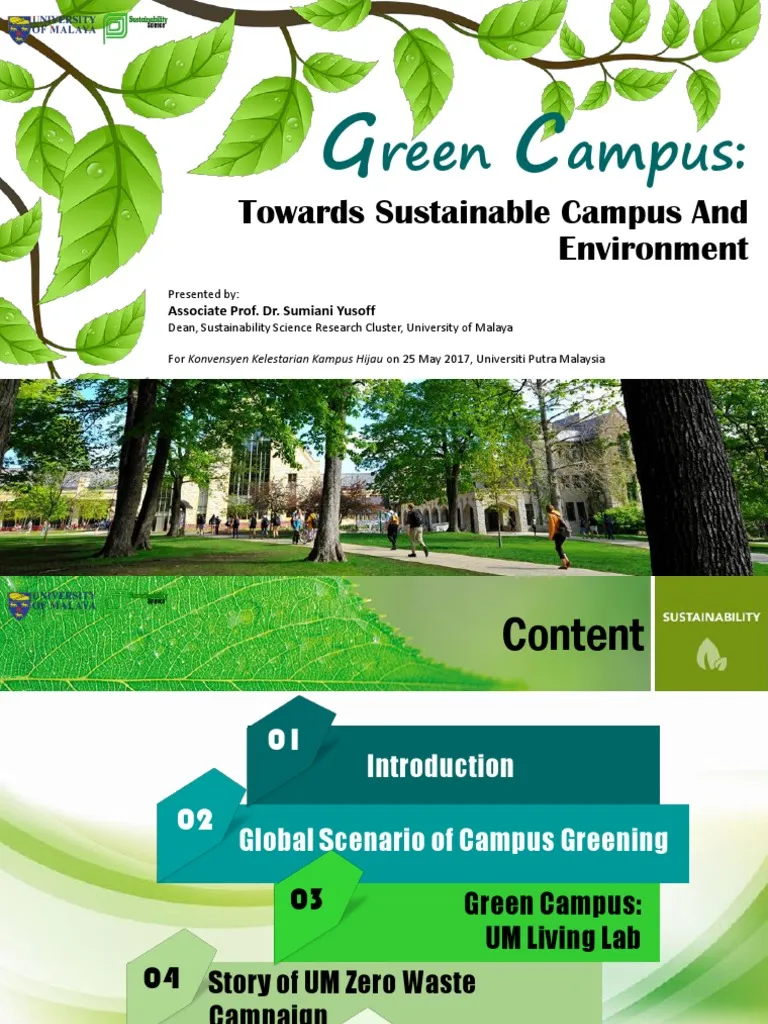 UNIVERSITY
OF MALAYA
Sustainability
Science
Green Campus:
Towards Sustainable Campus And
Environment
Presented by:
Associate Prof. Dr. Sumiani Yusoff
Dean, Sustainability Science Research Cluster, University of Malaya
For Konvensyen Kelestarian Kampus Hijau on 25 May 2017, Universiti Putra Malaysia
UNIVERSITY
OF MALAYA
Science
Content
SUSTAINABILITY
01
Introduction
02
Global Scenario of Campus Greening
03
Green Campus:
UM Living Lab
04
Story of UM Zero Waste
Campaign